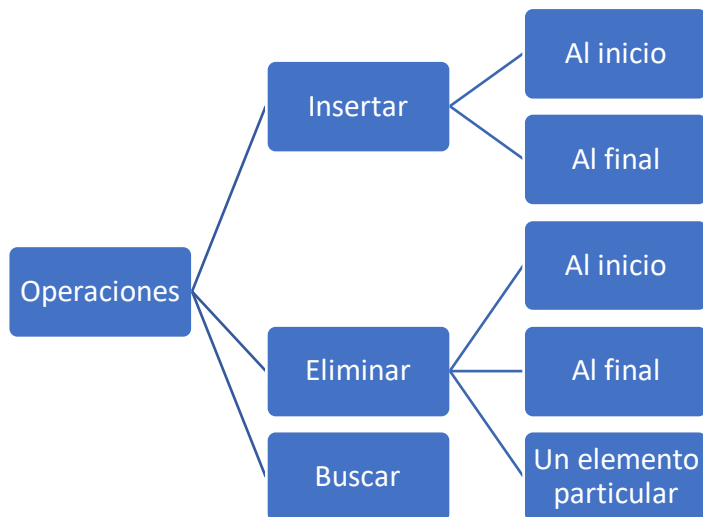 Operaciones
Insertar
Al inicio
Al final
Eliminar
Al inicio
Al final
Un elemento
particular
Buscar